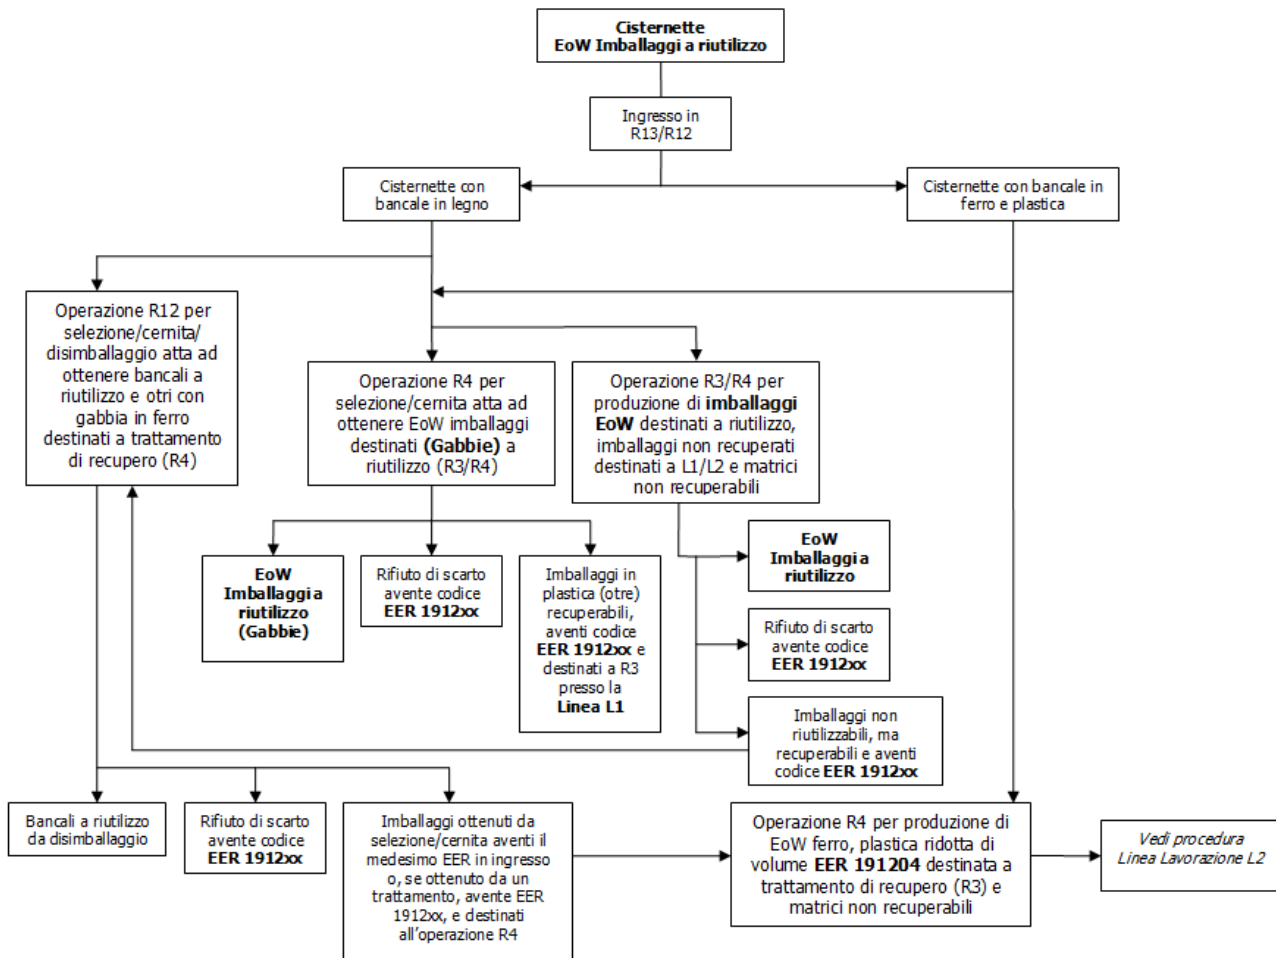 Cisternette
EoW Imballaggi a riutilizzo
Ingresso in
R13/R12
Cisternette con
bancale in legno
Cisternette con bancale in
ferro e plastica
Operazione R12 per
selezione/cernita/
disimballaggio atta ad
ottenere bancali a
riutilizzo e otri con
gabbia in ferro
destinati a trattamento
di recupero (R4)
Operazione R4 per
selezione/cernita atta ad
ottenere EoW imballaggi
destinati (Gabbie) a
riutilizzo (R3/R4)
Operazione R3/R4 per
produzione di imballaggi
EoW destinati a riutilizzo,
imballaggi non recuperati
destinati a L1/L2 e matrici
non recuperabili
EoW
Imballaggi a
riutilizzo
(Gabbie)
Rifiuto di scarto
avente codice
EER 1912xx
Imballaggi in
plastica (otre)
recuperabili,
aventi codice
EER 1912xx e
destinati a R3
presso la
Linea L1
EoW
Imballaggi a
riutilizzo
Rifiuto di scarto
avente codice
EER 1912xx
Imballaggi non
riutilizzabili, ma
recuperabili e aventi
codice EER 1912xx
Bancali a riutilizzo
da disimballaggio
Rifiuto di scarto
avente codice
EER 1912xx
Imballaggi ottenuti da
selezione/cernita aventi il
medesimo EER in ingresso
o, se ottenuto da un
trattamento, avente EER
1912xx, e destinati
all'operazione R4
Operazione R4 per produzione di
EoW ferro, plastica ridotta di
volume EER 191204 destinata a
trattamento di recupero (R3) e
matrici non recuperabili
Vedi procedura
Linea Lavorazione L2